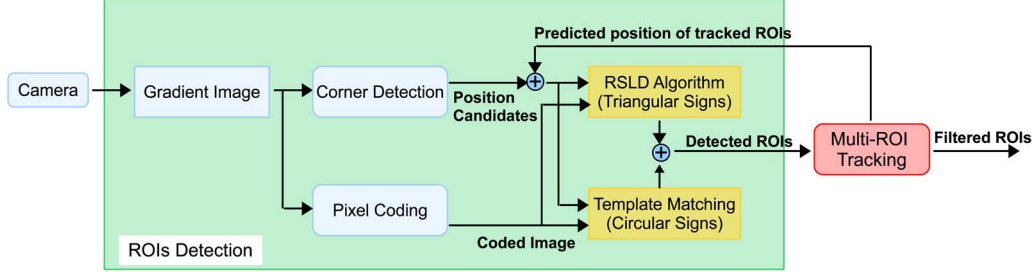 Predicted position of tracked ROIs
Camera
Gradient Image
Corner Detection
Position
Candidates
RSLD Algorithm
(Triangular Signs)
Detected ROIs
Multi-ROI
Tracking
Filtered ROIs
Pixel Coding
Coded Image
Template Matching
(Circular Signs)
ROIs Detection